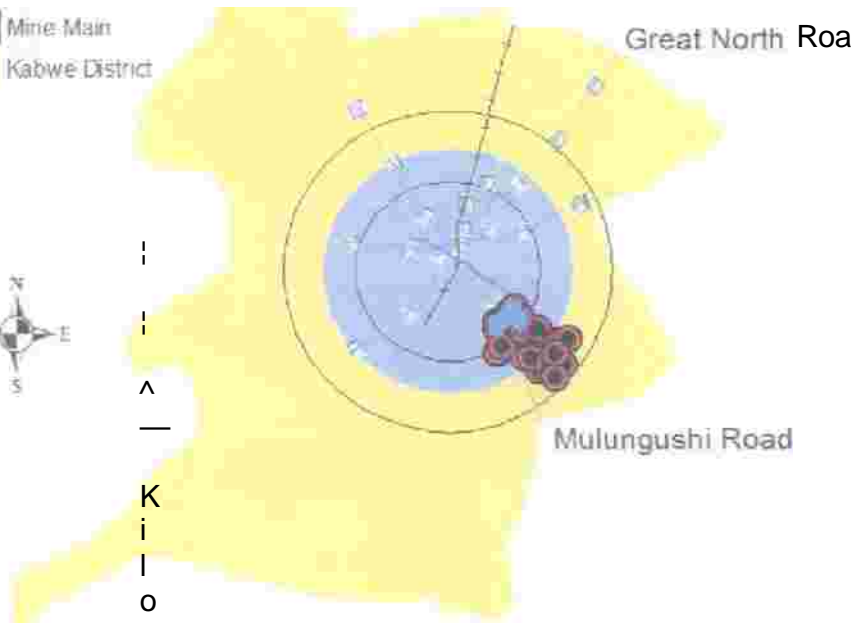 Mine Main
Great North Roa
Kabwe District
N
E
S
Mulungushi Road
¦
¦
^
—
K
i
l
o